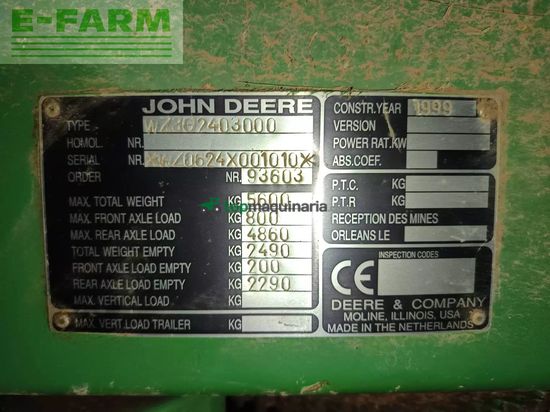 E-FARM
JOHN DEERE
TYPE
HOMOL. NR.
SERIAL NR.
ORDER NR. 93603
MAX. TOTAL WEIGHT KG 5600
MAX. FRONT AXLE LOAD KG 800
MAX. REAR AXLE LOAD KG 4860
TOTAL WEIGHT EMPTY KG 2490
FRONT AXLE LOAD EMPTY KG 200
REAR AXLE LOAD EMPTY KG 2290
MAX. VERTICAL LOAD KG
MAX. VERT. LOAD TRAILER KG
CONSTR.YEAR 1999
VERSION
POWER RAT.KW
ABS.COEF.
P.T.C. KG
P.T.R KG
RECEPTION DES MINES
ORLEANS LE
CE
INSPECTION CODES
DEERE & COMPANY
MOLINE, ILLINOIS, USA
MADE IN THE NETHERLANDS
maquinaria